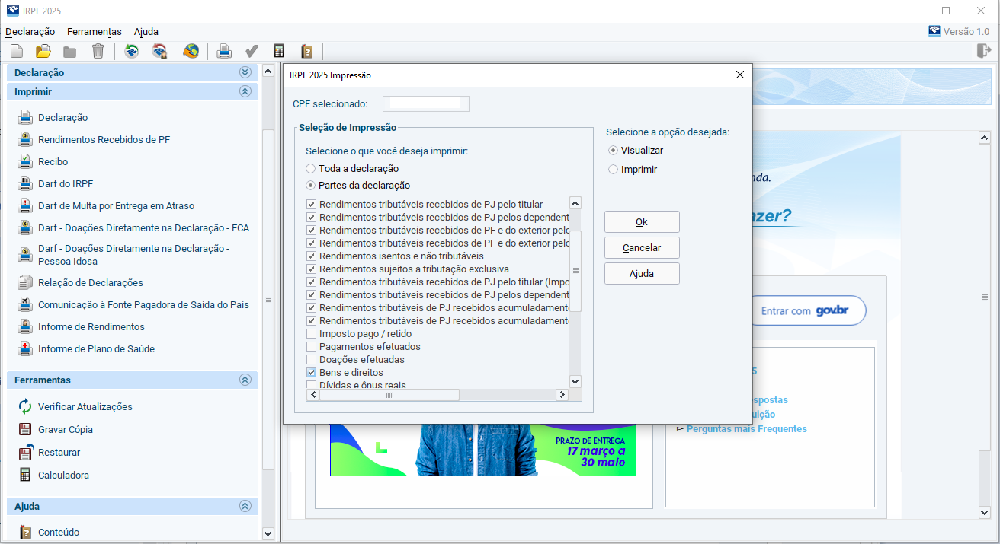 IRPF 2025
Declaração Ferramentas Ajuda
Versão 1.0
Declaração
Imprimir
Declaração
Rendimentos Recebidos de PF
Recibo
Darf do IRPF
Darf de Multa por Entrega em Atraso
Darf - Doações Diretamente na Declaração - ECA
Darf - Doações Diretamente na Declaração -
Pessoa Idosa
Relação de Declarações
Comunicação à Fonte Pagadora de Saída do País
Informe de Rendimentos
Informe de Plano de Saúde
Ferramentas
Verificar Atualizações
Gravar Cópia
Restaurar
Calculadora
Ajuda
Conteúdo
IRPF 2025 Impressão
CPF selecionado:
Seleção de Impressão
Selecione o que você deseja imprimir:
Toda a declaração
Partes da declaração
Rendimentos tributáveis recebidos de PJ pelo titular
Rendimentos tributáveis recebidos de PJ pelos dependent
Rendimentos tributáveis recebidos de PF e do exterior pelo
Rendimentos tributáveis recebidos de PF e do exterior pelo
Rendimentos isentos e não tributáveis
Rendimentos sujeitos a tributação exclusiva
Rendimentos tributáveis recebidos de PJ pelo titular (Impo
Rendimentos tributáveis recebidos de PJ pelos dependent
Rendimentos tributáveis de PJ recebidos acumuladament
Rendimentos tributáveis de PJ recebidos acumuladament
Imposto pago / retido
Pagamentos efetuados
Doações efetuadas
Bens e direitos
Dívidas e ônus reais
Selecione a opção desejada:
Visualizar
Imprimir
Ok
Cancelar
Ajuda
nda.
azer?
Entrar com gov.br
5
spostas
uição
Perguntas mais Frequentes
PRAZO DE ENTREGA
17 março a
30 maio